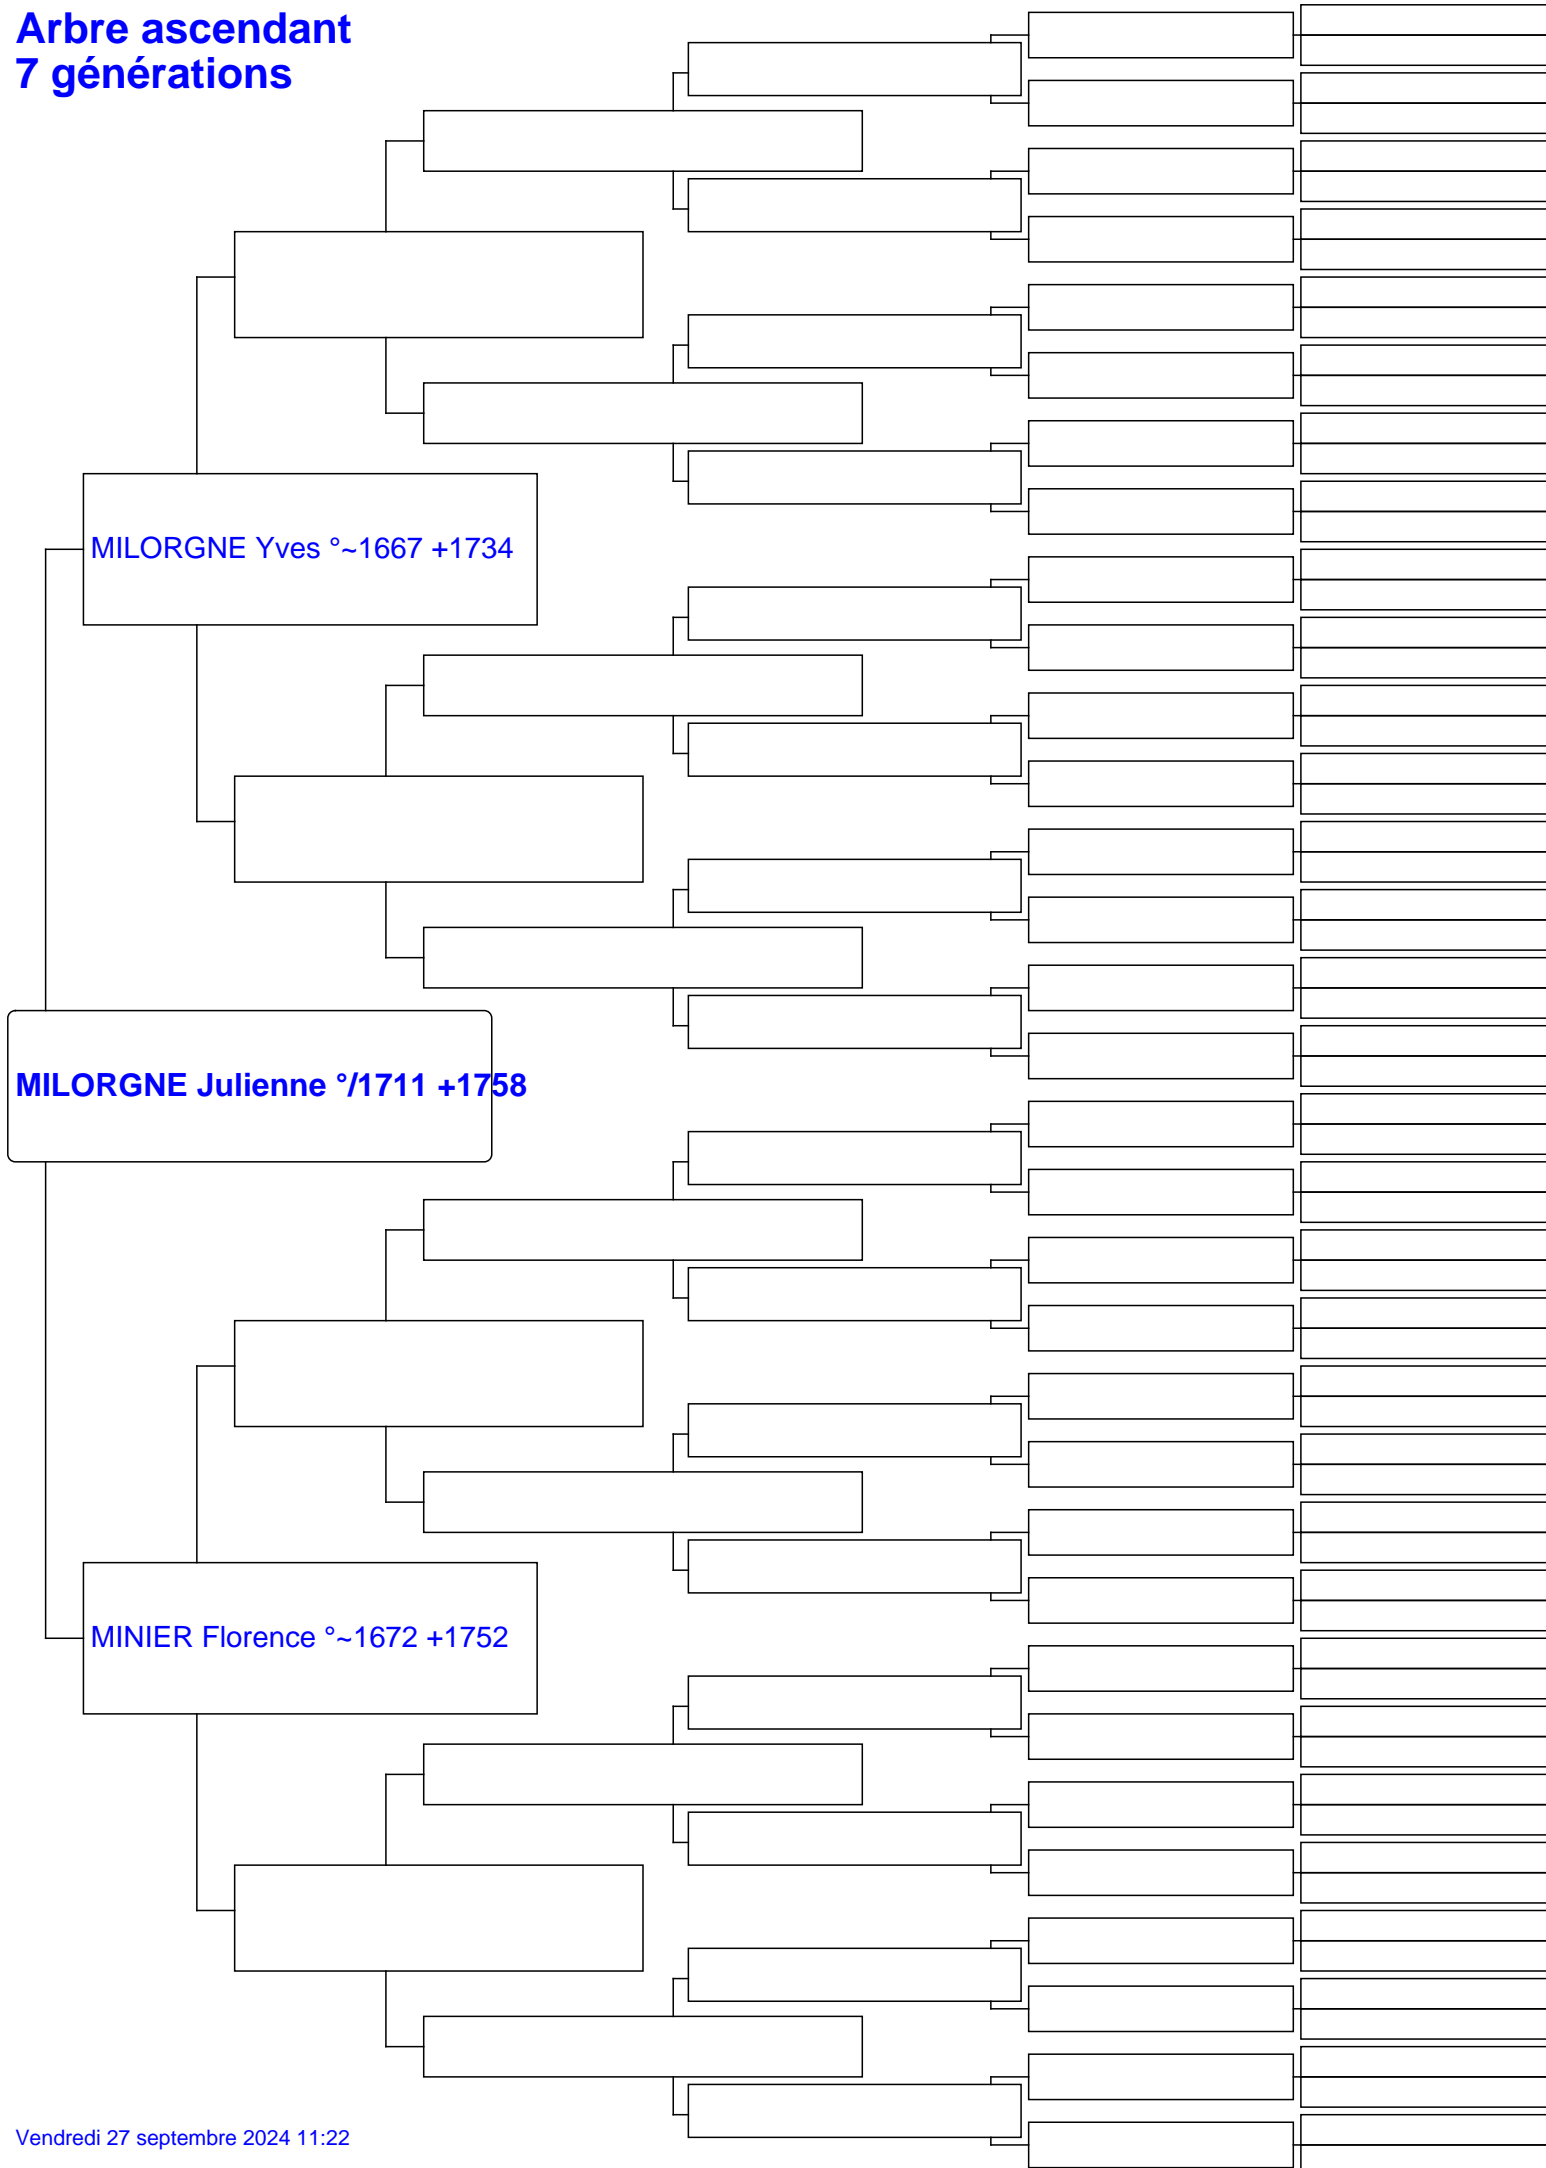 Arbre ascendant
7 générations
MILORGNE Yves °~1667 +1734
MILORGNE Julienne °/1711 +1758
MINIER Florence °~1672 +1752
Vendredi 27 septembre 2024 11:22